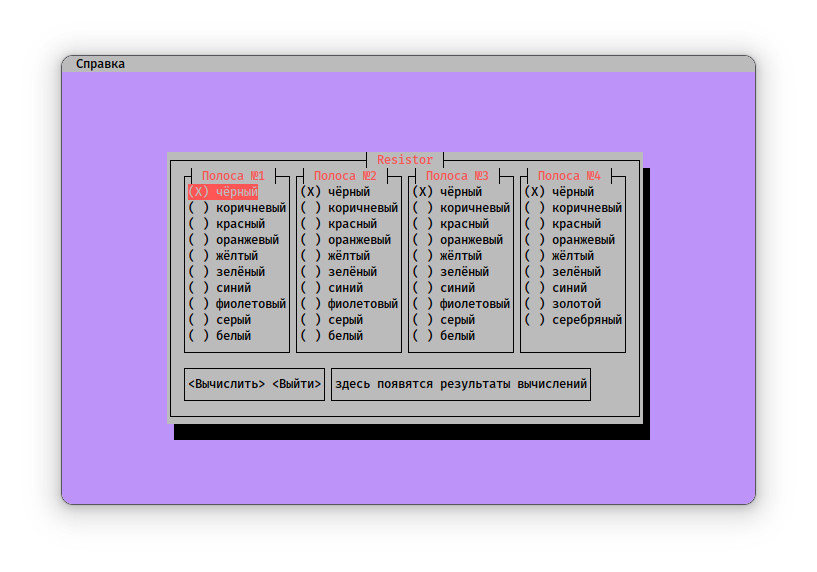 Справка
Resistor
Полоса №1 Полоса №2 Полоса №3 Полоса №4
(X) чёрный (X) чёрный (X) чёрный (X) чёрный
( ) коричневый ( ) коричневый ( ) коричневый ( ) коричневый
( ) красный ( ) красный ( ) красный ( ) красный
( ) оранжевый ( ) оранжевый ( ) оранжевый ( ) оранжевый
( ) жёлтый ( ) жёлтый ( ) жёлтый ( ) жёлтый
( ) зелёный ( ) зелёный ( ) зелёный ( ) зелёный
( ) синий ( ) синий ( ) синий ( ) синий
( ) фиолетовый ( ) фиолетовый ( ) фиолетовый ( ) золотой
( ) серый ( ) серый ( ) серый ( ) серебряный
( ) белый ( ) белый ( ) белый
<Вычислить> <Выйти> здесь появятся результаты вычислений